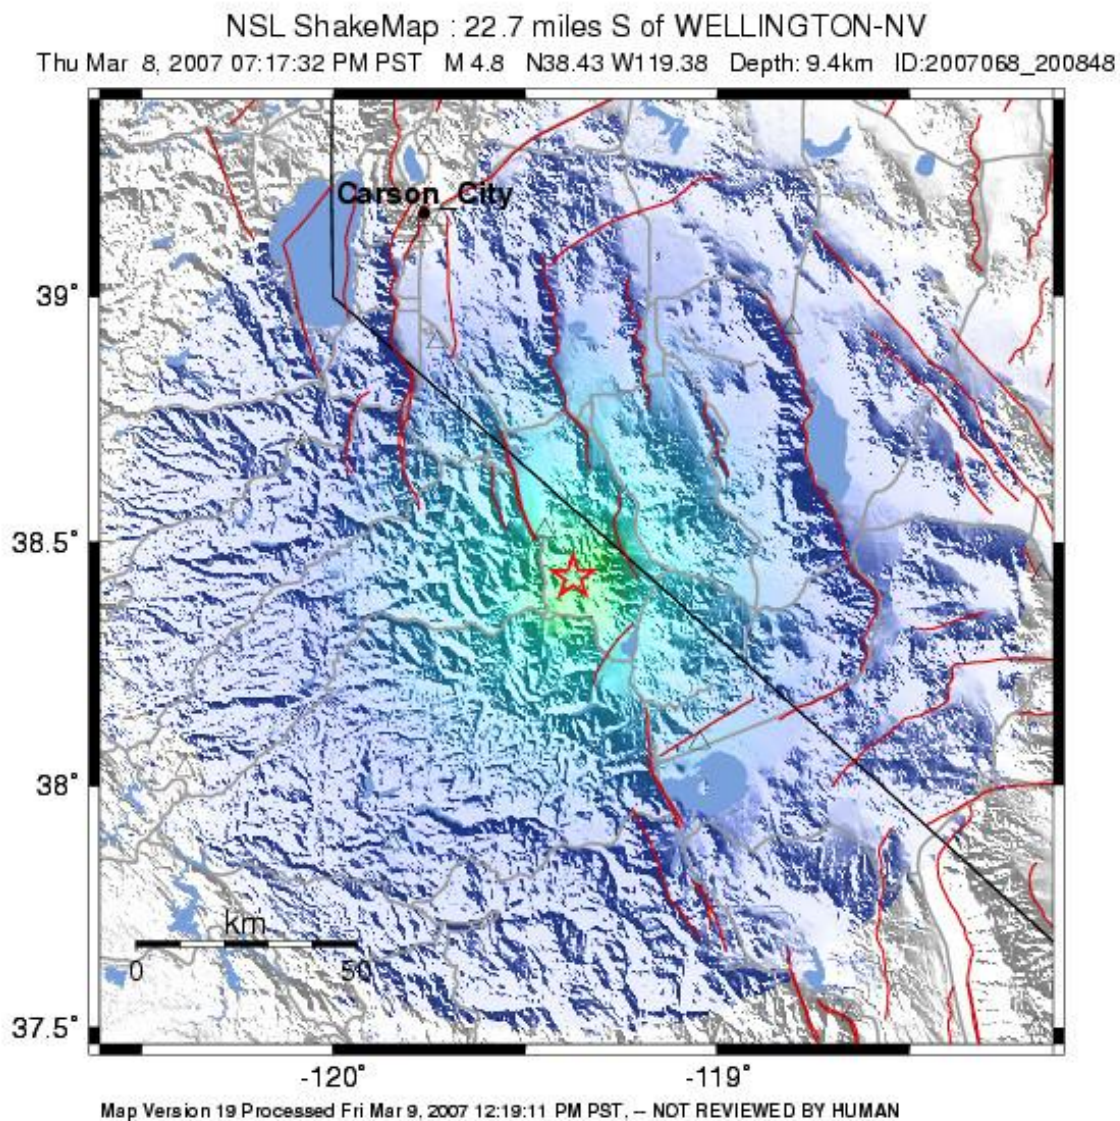 NSL ShakeMap : 22.7 miles S of WELLINGTON-NV
Thu Mar 8, 2007 07:17:32 PM PST M 4.8 N38.43 W119.38 Depth: 9.4km ID:2007068_200848
Carson_City
39°
38.5°
38°
km
0 50
37.5°
-120° -119°
Map Version 19 Processed Fri Mar 9, 2007 12:19:11 PM PST, -- NOT REVIEWED BY HUMAN